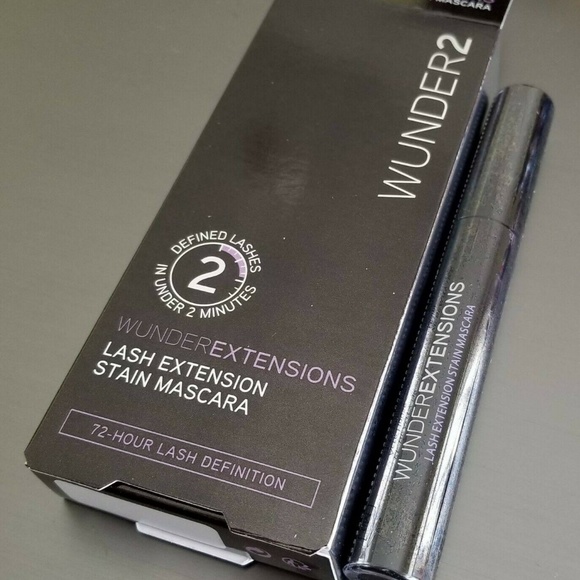 MASCARA
WUNDER2
DEFINED LASHES
2
IN UNDER 2 MINUTES
WUNDEREXTENSIONS
LASH EXTENSION
STAIN MASCARA
72-HOUR LASH DEFINITION
WUNDEREXTENSIONS
LASH EXTENSION STAIN MASCARA